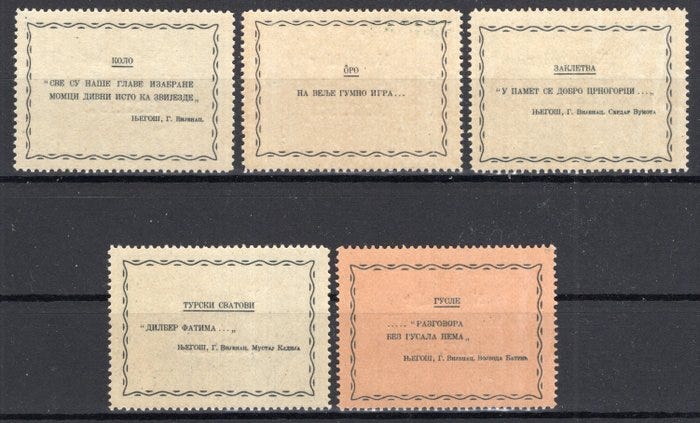 КОЛО
“СВЕ СУ НАШЕ ГЛАВЕ ИЗАБРАНЕ
МОМЦИ ДИВНИ ИСТО КА ЗВИЈЕЗДЕ„
ЊЕГОШ, Г. Вијенац.
ОРО
НА ВЕЉЕ ГУМНО ИГРА...
ЗАКЛЕТВА
“У ПАМЕТ СЕ ДОБРО ЦРНОГОРЦИ...„
ЊЕГОШ, Г. Вијенац. Сердар Вукота
ТУРСКИ СВАТОВИ
“ДИЛБЕР ФАТИМА...„
ЊЕГОШ, Г. Вијенац. Мустај Кадија
ГУСЛЕ
..... “РАЗГОВОРА
БЕЗ ГУСАЛА НЕМА„
ЊЕГОШ, Г. Вијенац. Војвода Батић